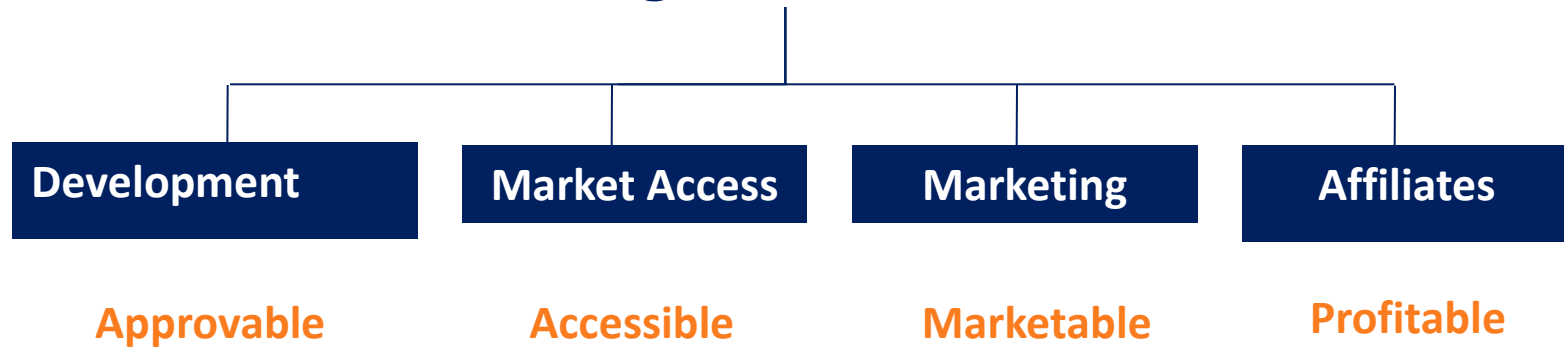 Development
Market Access
Marketing
Affiliates
Approvable
Accessible
Marketable
Profitable